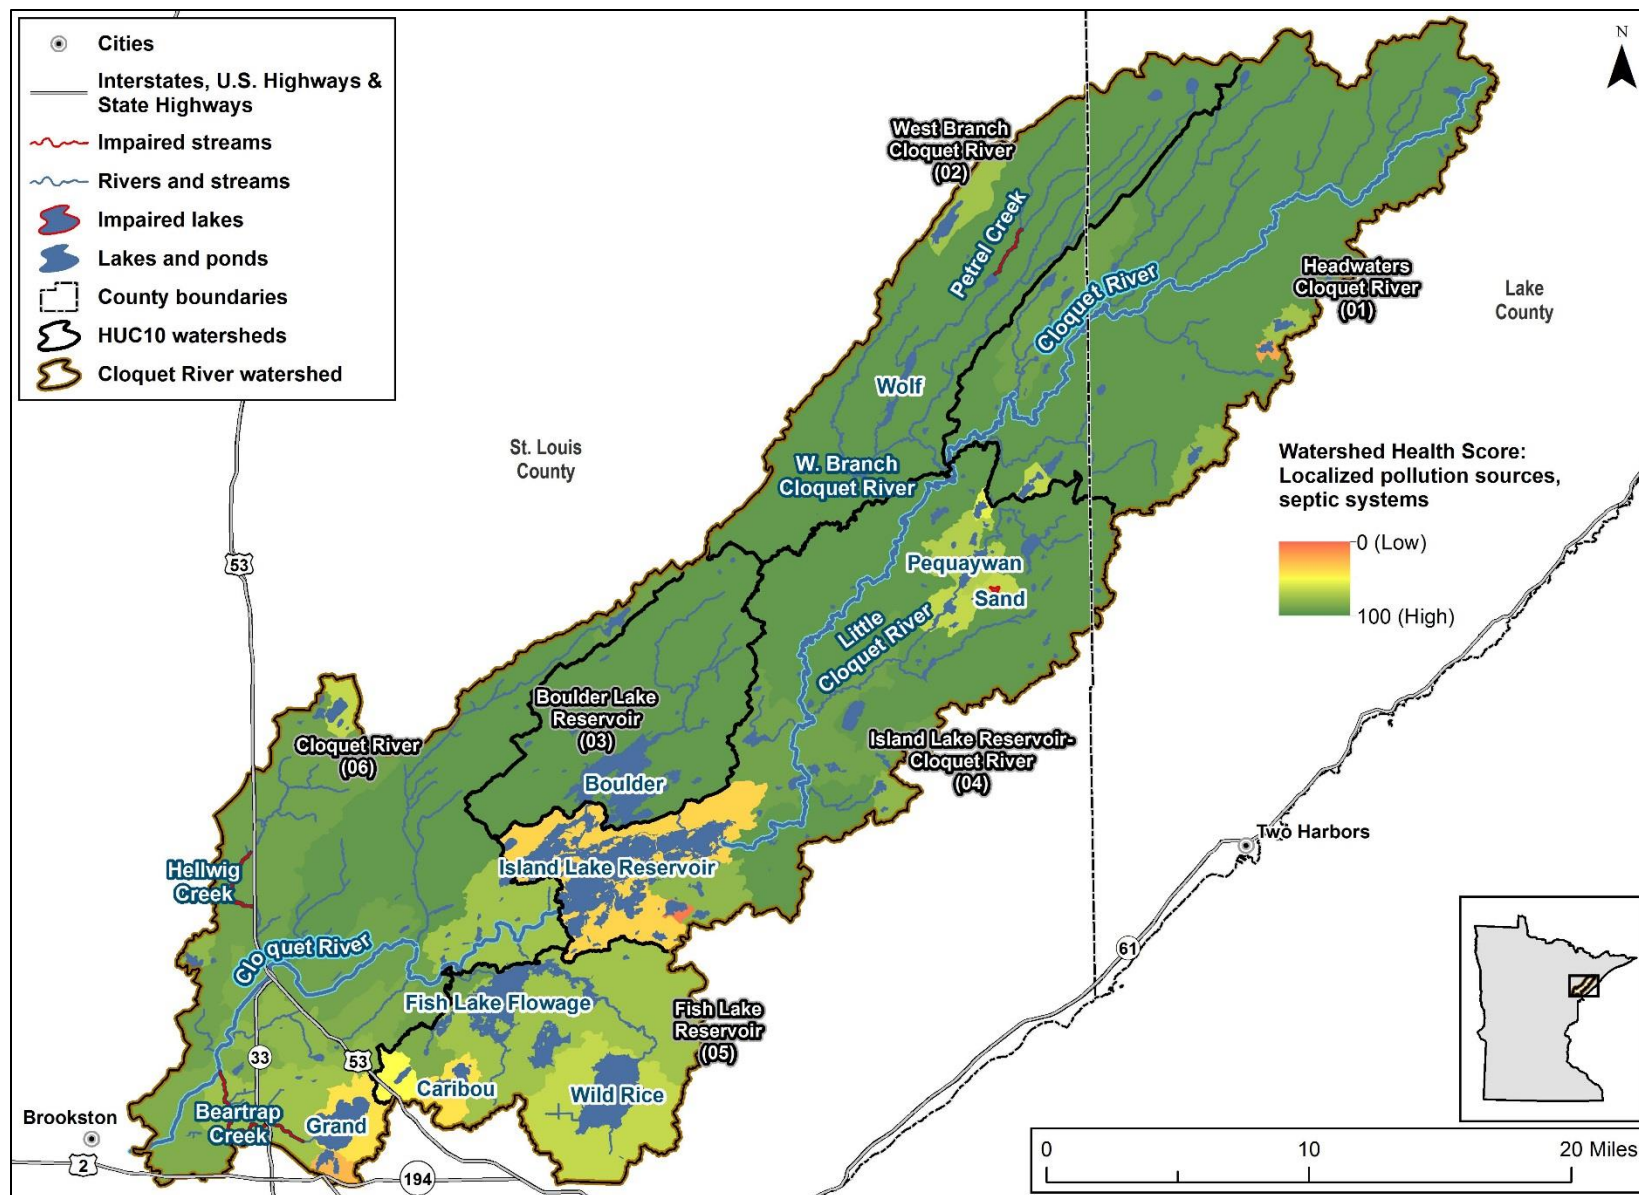 Cities
Interstates, U.S. Highways &
State Highways
Impaired streams
Rivers and streams
Impaired lakes
Lakes and ponds
County boundaries
HUC10 watersheds
Cloquet River watershed
N
West Branch
Cloquet River
(02)
Petrel Creek
Cloquet River
Headwaters
Cloquet River
(01)
Lake
County
Wolf
St. Louis
County
W. Branch
Cloquet River
Watershed Health Score:
Localized pollution sources,
septic systems
0 (Low)
100 (High)
53
Pequaywan
Sand
Little
Cloquet River
Boulder Lake
Reservoir
(03)
Cloquet River
(06)
Island Lake Reservoir-
Cloquet River
(04)
Boulder
Two Harbors
Island Lake Reservoir
Hellwig
Creek
Cloquet River
61
Fish Lake Flowage
Fish Lake
Reservoir
(05)
33
53
Caribou
Wild Rice
Beartrap
Creek
Grand
Brookston
2
194
0
10
20 Miles